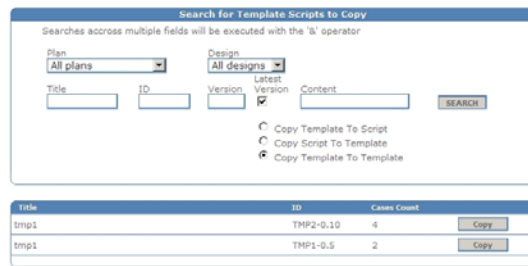 Search for Template Scripts to Copy
Searches accross multiple fields will be executed with the '&' operator
Plan Design
All plans All designs
Title ID Version Latest Version Content
SEARCH
Copy Template To Script
Copy Script To Template
Copy Template To Template
Title ID Cases Count
tmp1 TMP2-0.10 4 Copy
tmp1 TMP1-0.5 2 Copy